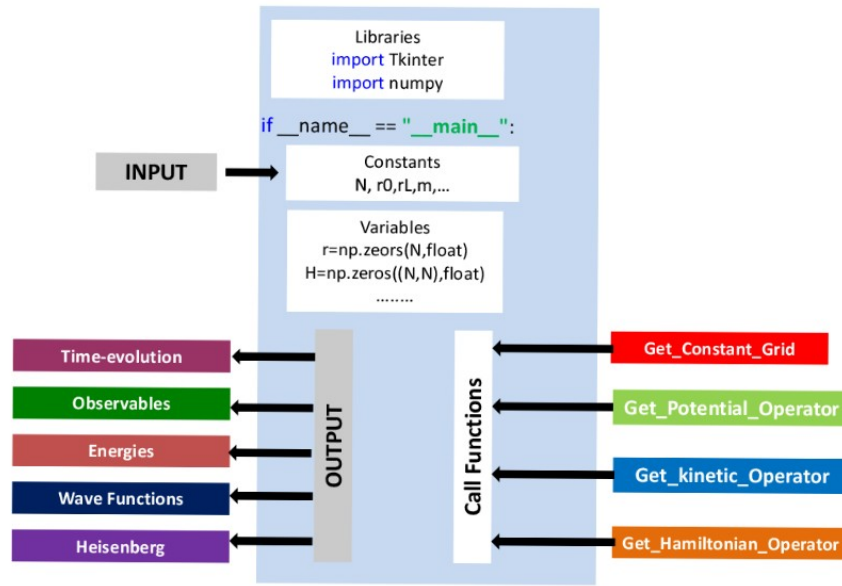 Libraries
import Tkinter
import numpy
if __name__ == "__main__":
INPUT
Constants
N, r0,rL,m,...
Variables
r=np.zeors(N,float)
H=np.zeros((N,N),float)
........
Time-evolution
Observables
Energies
Wave Functions
Heisenberg
OUTPUT
Call Functions
Get_Constant_Grid
Get_Potential_Operator
Get_kinetic_Operator
Get_Hamiltonian_Operator